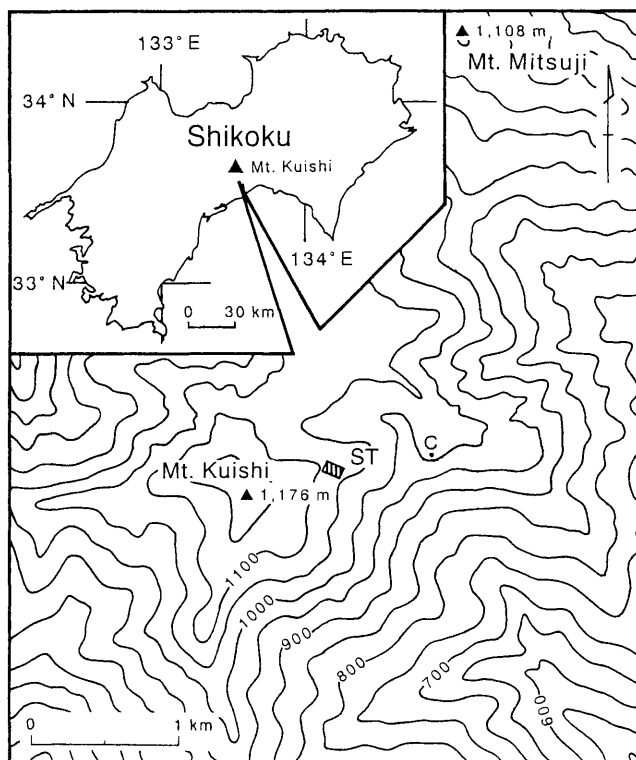 ▲ 1,108 m
Mt. Mitsuji
133° E
34° N
Shikoku
▲ Mt. Kuishi
134° E
33° N
0 30 km
C
ST
Mt. Kuishi
▲ 1,176 m
1100
1000
900
800
700
600
0 1 km